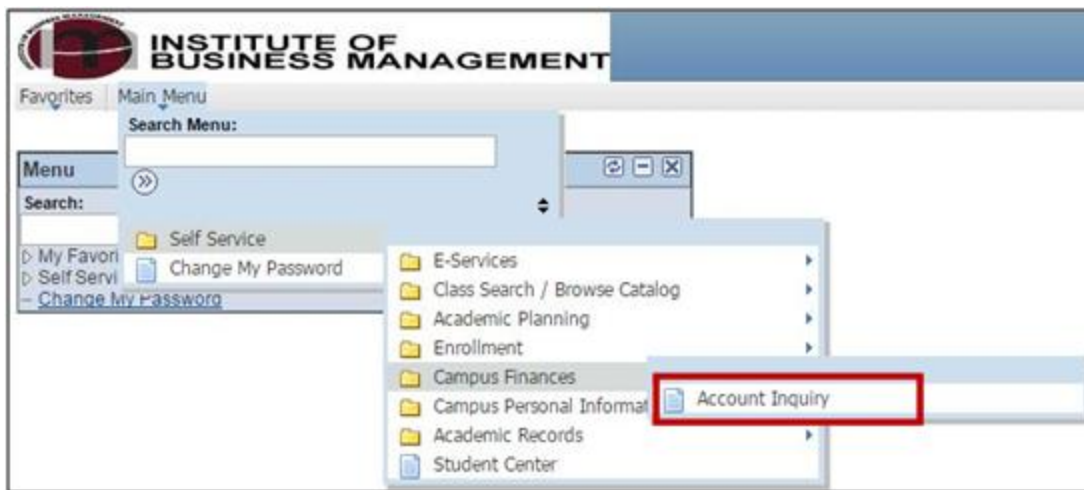 INSTITUTE OF
BUSINESS MANAGEMENT
Favorites Main Menu
Search Menu:
Menu
Search:
Self Service
My Favori
Change My Password
Self Servi
Change My Password
E-Services
Class Search / Browse Catalog
Academic Planning
Enrollment
Campus Finances
Account Inquiry
Campus Personal Informat
Academic Records
Student Center